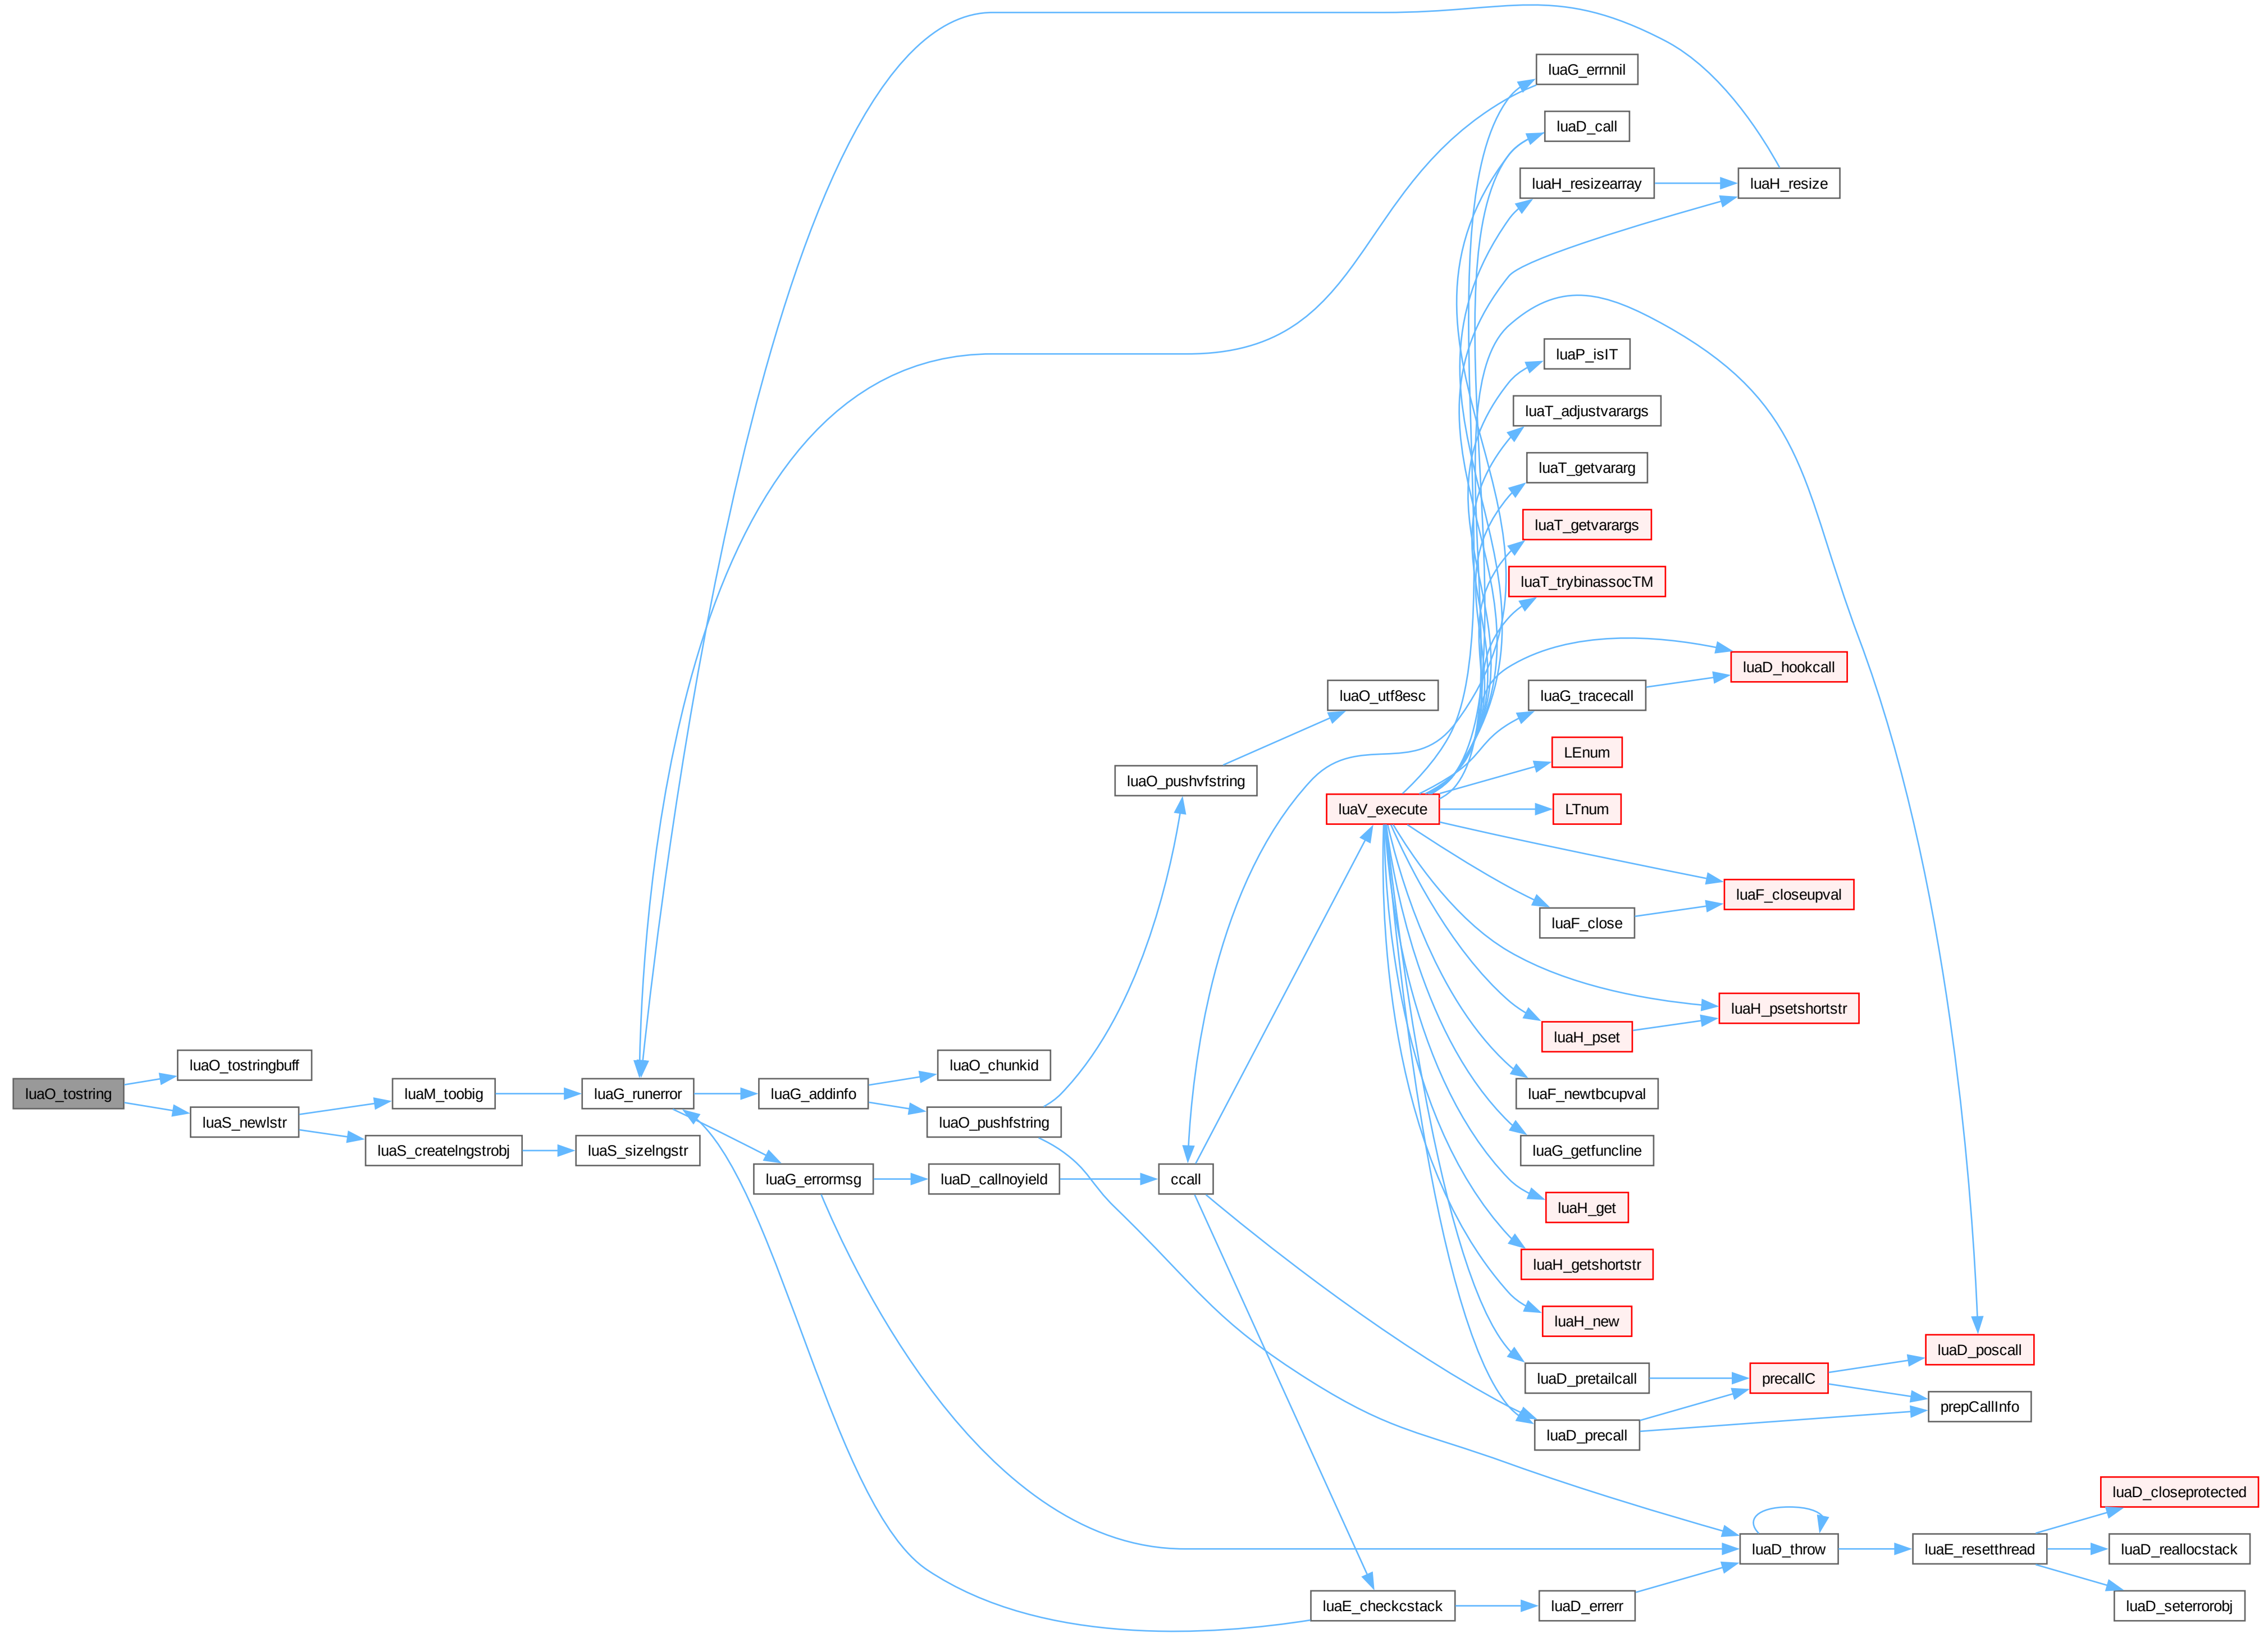 luaG_errnnil
luaD_call
luaH_resizearray
luaH_resize
luaP_isIT
luaT_adjustvarargs
luaT_getvararg
luaT_getvarargs
luaT_trybinassocTM
luaD_hookcall
luaO_utf8esc
luaG_tracecall
luaO_pushvfstring
LEnum
luaV_execute
LTnum
luaF_closeupval
luaF_close
luaH_psetshortstr
luaH_pset
luaO_tostringbuff
luaO_chunkid
luaO_tostring
luaM_toobig
luaG_runerror
luaG_addinfo
luaF_newtbcupval
luaS_newlstr
luaO_pushfstring
luaS_createlngstrobj
luaS_sizelngstr
luaG_getfuncline
luaG_errormsg
luaD_callnoyield
ccall
luaH_get
luaH_getshortstr
luaH_new
luaD_poscall
luaD_pretailcall
precallC
prepCallInfo
luaD_precall
luaD_closeprotected
luaD_throw
luaE_resetthread
luaD_reallocstack
luaE_checkcstack
luaD_errerr
luaD_seterrorobj